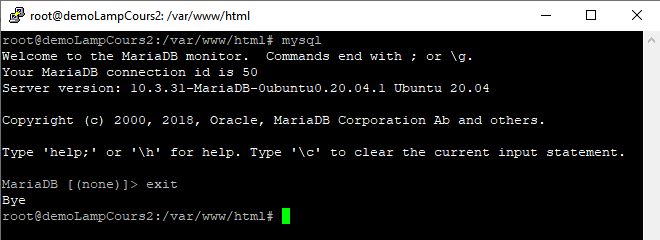 root@demoLampCours2: /var/www/html
root@demoLampCours2:/var/www/html# mysql
Welcome to the MariaDB monitor.  Commands end with ; or \g.
Your MariaDB connection id is 50
Server version: 10.3.31-MariaDB-0ubuntu0.20.04.1 Ubuntu 20.04
Copyright (c) 2000, 2018, Oracle, MariaDB Corporation Ab and others.
Type 'help;' or '\h' for help. Type '\c' to clear the current input statement.
MariaDB [(none)]> exit
Bye
root@demoLampCours2:/var/www/html#